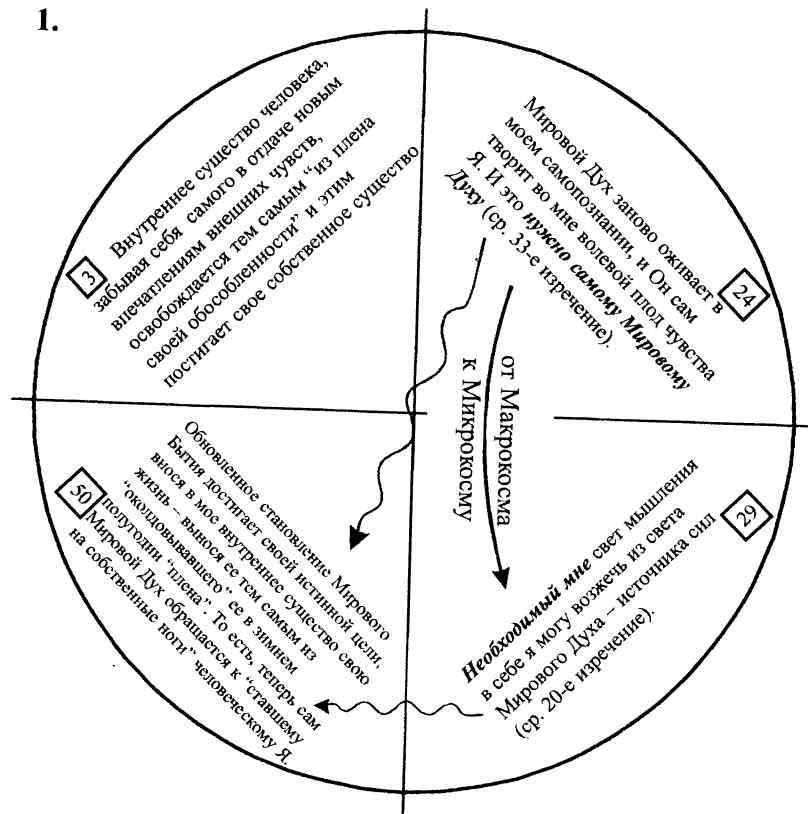 1.
3
Внутреннее существо человека,
забывая себя самого в отдаче новым
впечатлениям внешних чувств,
освобождается тем самым “из плена
своей обособленности” и этим
постигает свое собственное существо
24
Мировой Дух заново оживает в
моем самопознании, и Он сам
творит во мне волевой плод чувства
Я. И это нужно самому Мировому
Духу (ср. 33-е изречение).
от Макрокосма
к Микрокосму
50
Обновленное становление Мирового
Бытия достигает своей истинной цели,
внося в мое внутреннее существо свою
жизнь – вынося ее тем самым из
“околдовывавшего” ее в зимнем
полугодии “плена”. То есть, теперь сам
Мировой Дух обращается к “ставшему
на собственные ноги” человеческому Я.
29
Необходимый мне свет мышления
в себе я могу возжечь из света
Мирового Духа – источника сил
(ср. 20-е изречение).